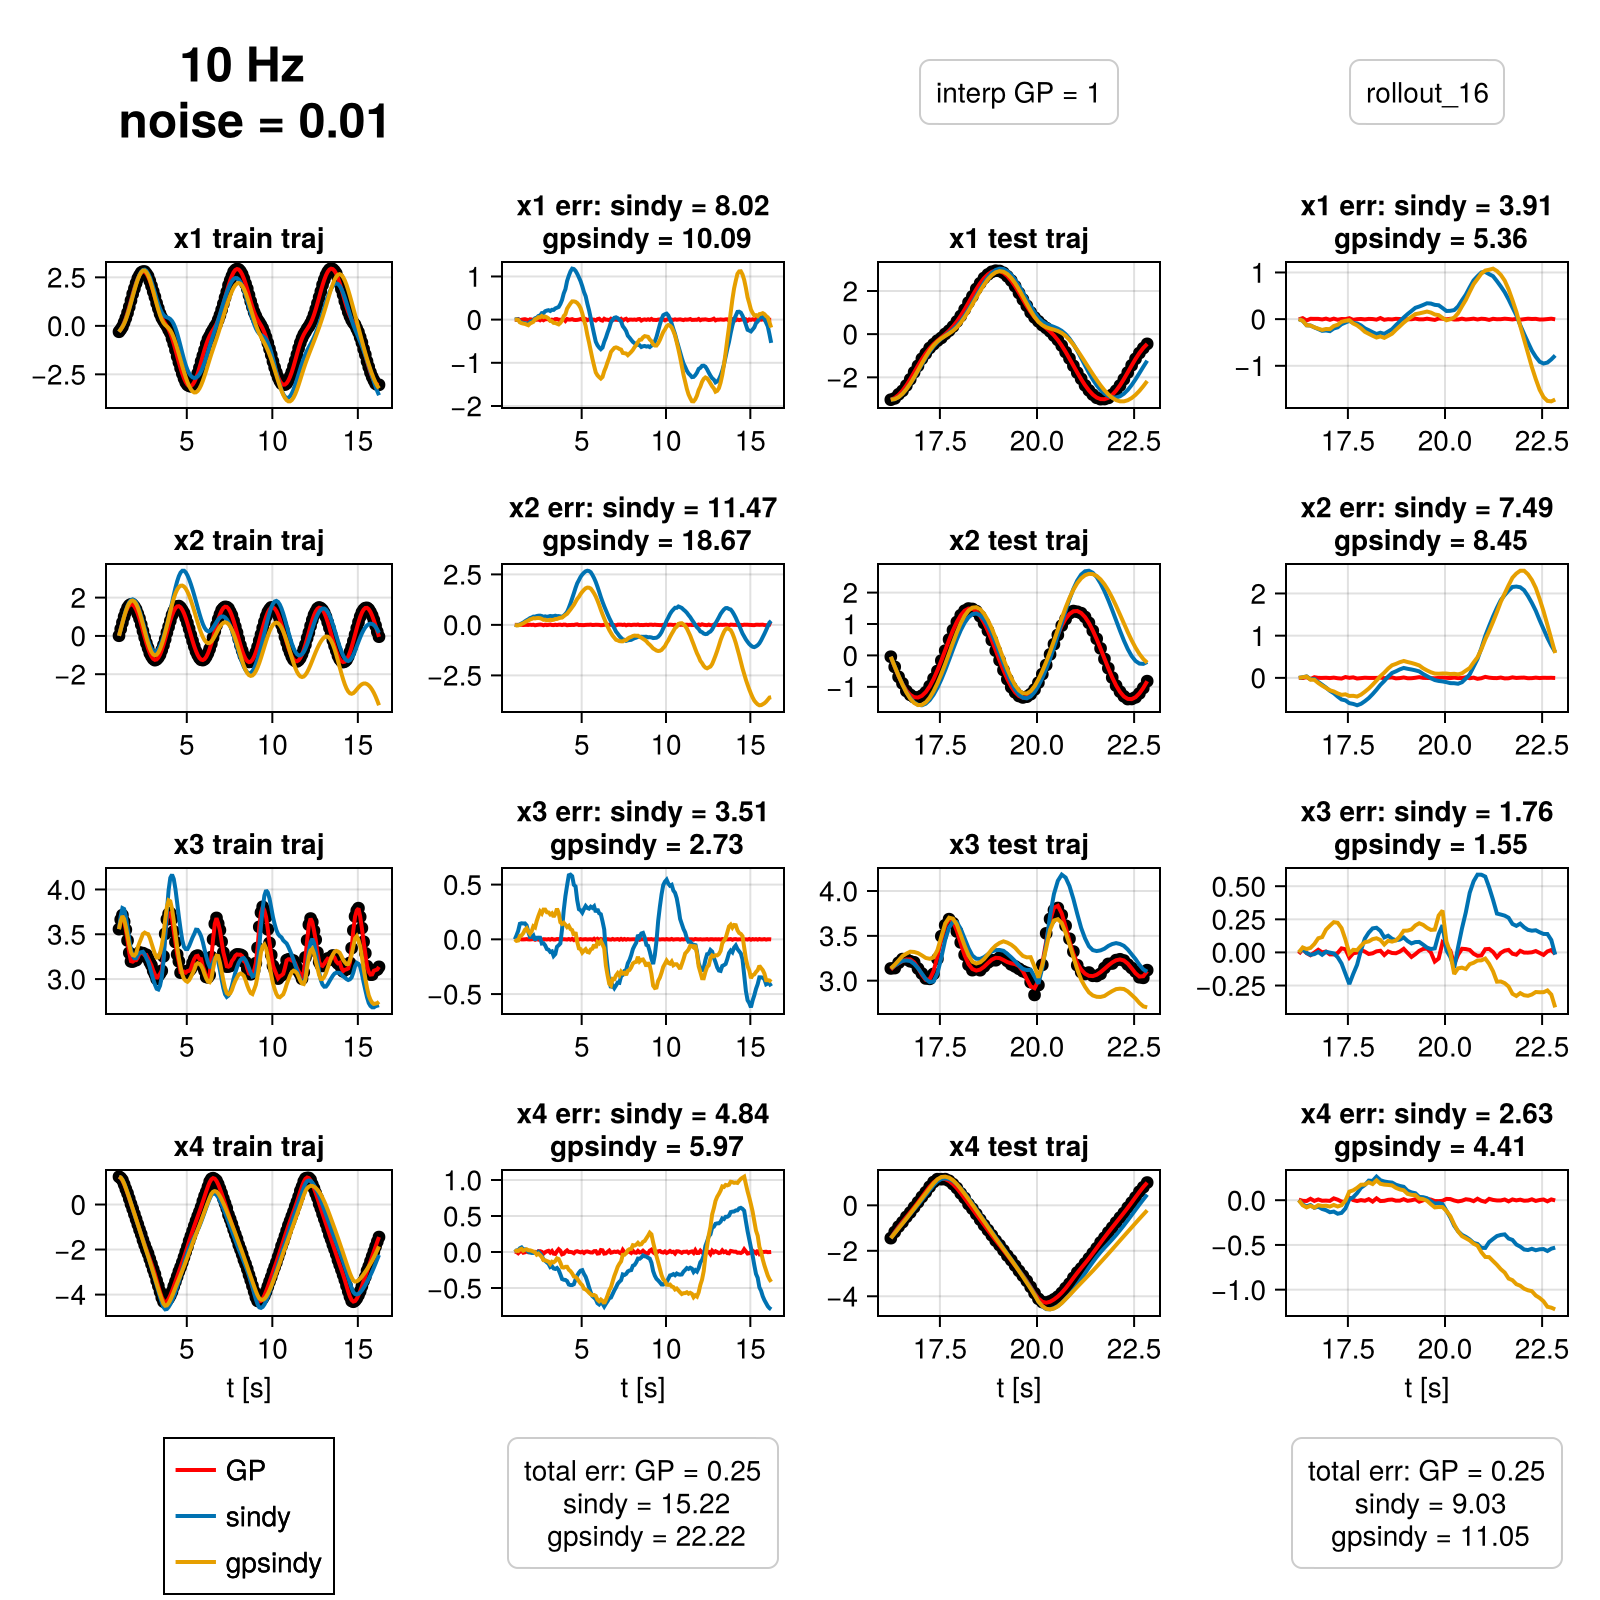 10 Hz
noise = 0.01
interp GP = 1
rollout_16
x1 train traj
2.5
0.0
−2.5
5
10
15
x1 err: sindy = 8.02
gpsindy = 10.09
1
0
−1
−2
5
10
15
x1 test traj
2
0
−2
17.5
20.0
22.5
x1 err: sindy = 3.91
gpsindy = 5.36
1
0
−1
17.5
20.0
22.5
x2 train traj
2
0
−2
5
10
15
x2 err: sindy = 11.47
gpsindy = 18.67
2.5
0.0
−2.5
5
10
15
x2 test traj
2
1
0
−1
17.5
20.0
22.5
x2 err: sindy = 7.49
gpsindy = 8.45
2
1
0
17.5
20.0
22.5
x3 train traj
4.0
3.5
3.0
5
10
15
x3 err: sindy = 3.51
gpsindy = 2.73
0.5
0.0
−0.5
5
10
15
x3 test traj
4.0
3.5
3.0
17.5
20.0
22.5
x3 err: sindy = 1.76
gpsindy = 1.55
0.50
0.25
0.00
−0.25
17.5
20.0
22.5
x4 train traj
0
−2
−4
5
10
15
t [s]
x4 err: sindy = 4.84
gpsindy = 5.97
1.0
0.5
0.0
−0.5
5
10
15
t [s]
x4 test traj
0
−2
−4
17.5
20.0
22.5
t [s]
x4 err: sindy = 2.63
gpsindy = 4.41
0.0
−0.5
−1.0
17.5
20.0
22.5
t [s]
GP
sindy
gpsindy
total err: GP = 0.25
sindy = 15.22
gpsindy = 22.22
total err: GP = 0.25
sindy = 9.03
gpsindy = 11.05